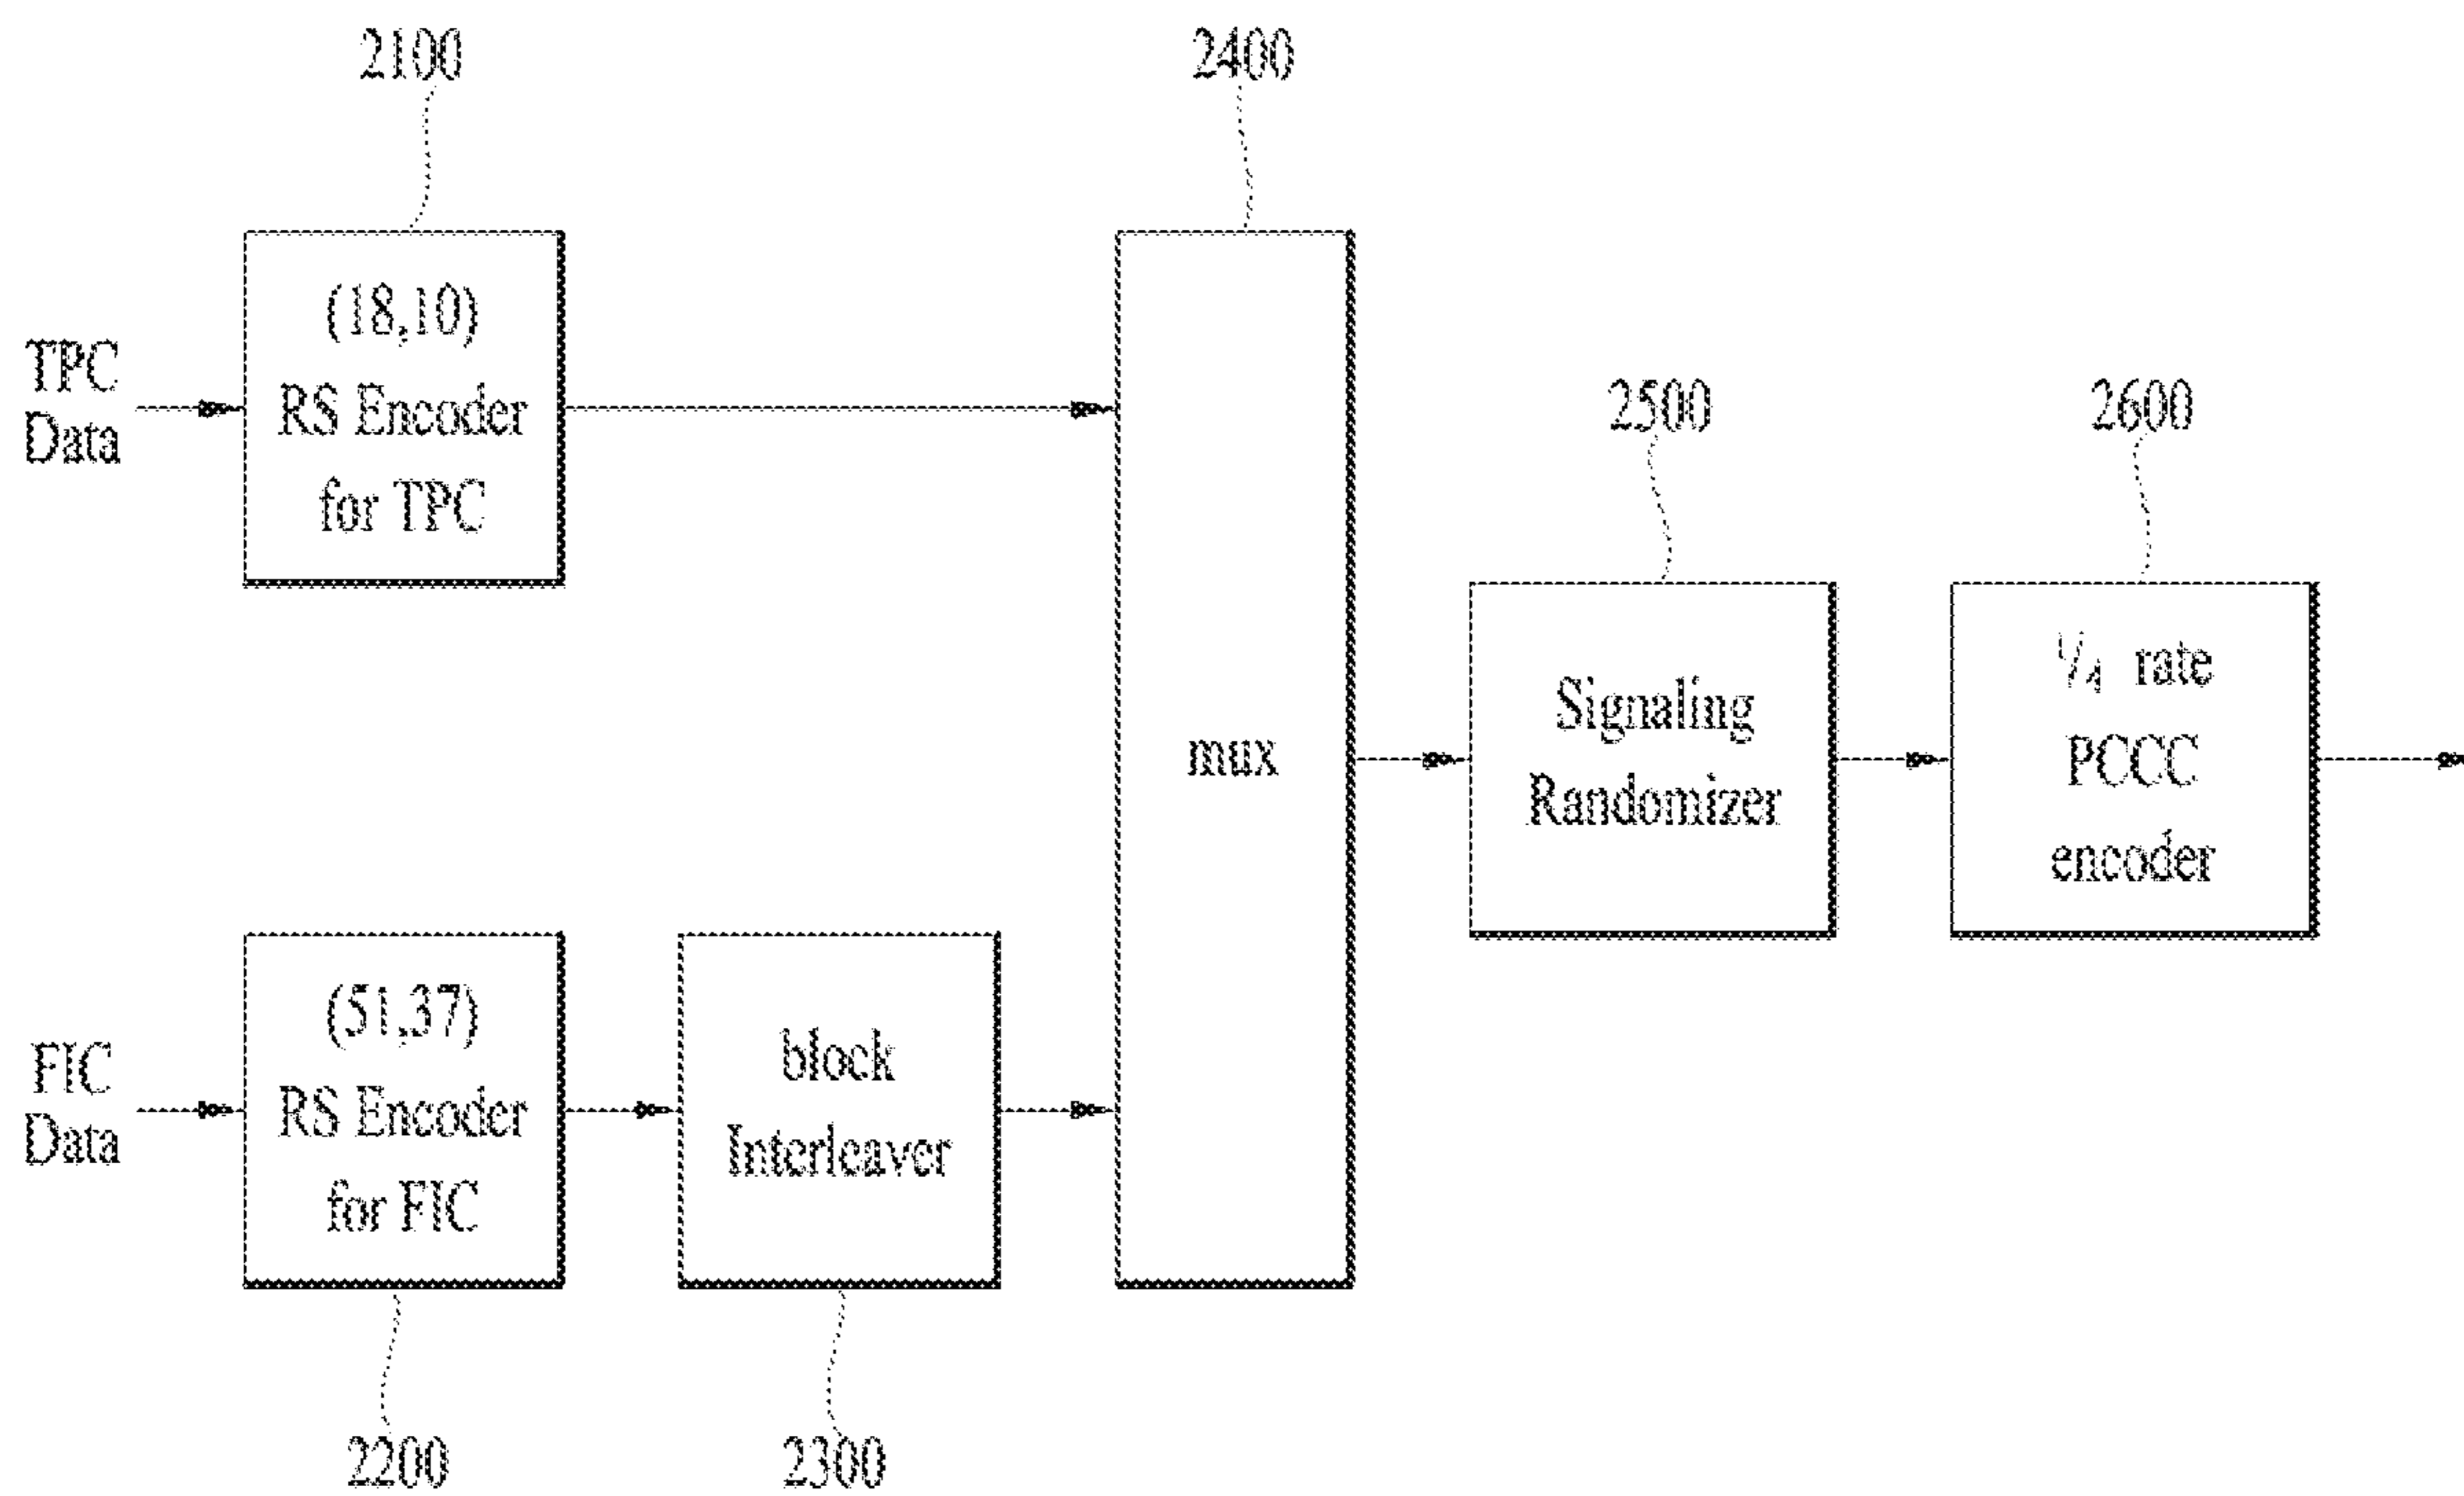 2100
2400
(18,10)
RS Encoder
for TPC
TPC
Data
2500
2600
mux
Signaling
Randomizer
1/4 rate
PCCC
encoder
(51,37)
RS Encoder
for FIC
FIC
Data
block
Interleaver
2200
2300